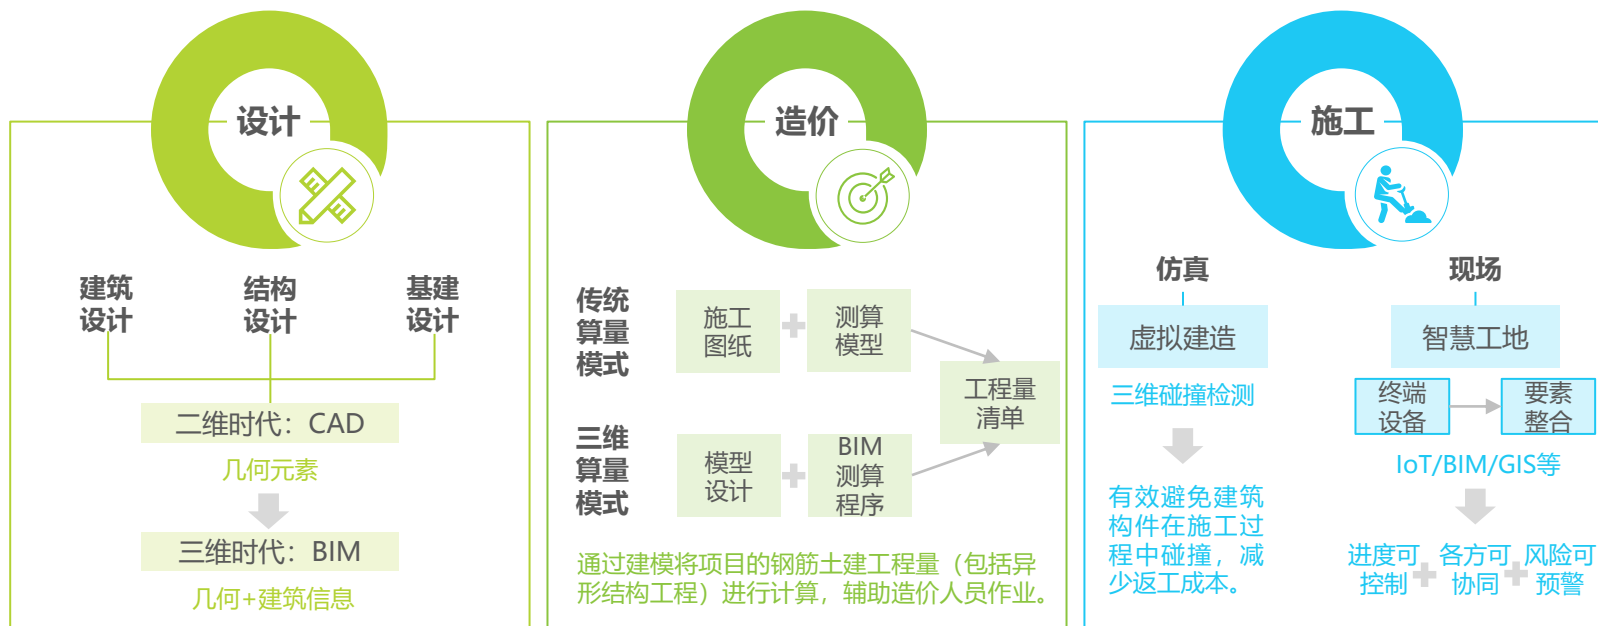 设计
建筑
设计
结构
设计
基建
设计
二维时代：CAD
几何元素
三维时代：BIM
几何+建筑信息
造价
传统
算量
模式
施工
图纸
测算
模型
工程量
清单
三维
算量
模式
模型
设计
BIM
测算
程序
通过建模将项目的钢筋土建工程量（包括异
形结构工程）进行计算，辅助造价人员作业。
施工
仿真
虚拟建造
三维碰撞检测
有效避免建筑
构件在施工过
程中碰撞，减
少返工成本。
现场
智慧工地
终端
设备
要素
整合
IoT/BIM/GIS等
进度可
控制
各方可
协同
风险可
预警